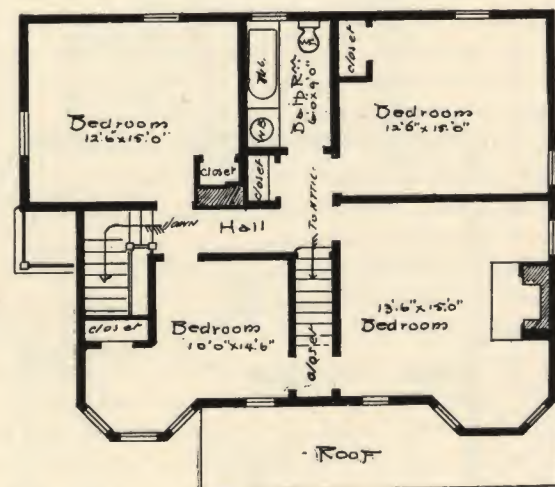 closet
Bath Rm
6'0"x9'0"
Bedroom
12'6"x15'0"
Bedroom
12'6"x15'0"
closet
closet
down
Hall
To Attic
13'6"x15'0"
Bedroom
closet
Bedroom
10'0"x14'6"
closet
Roof